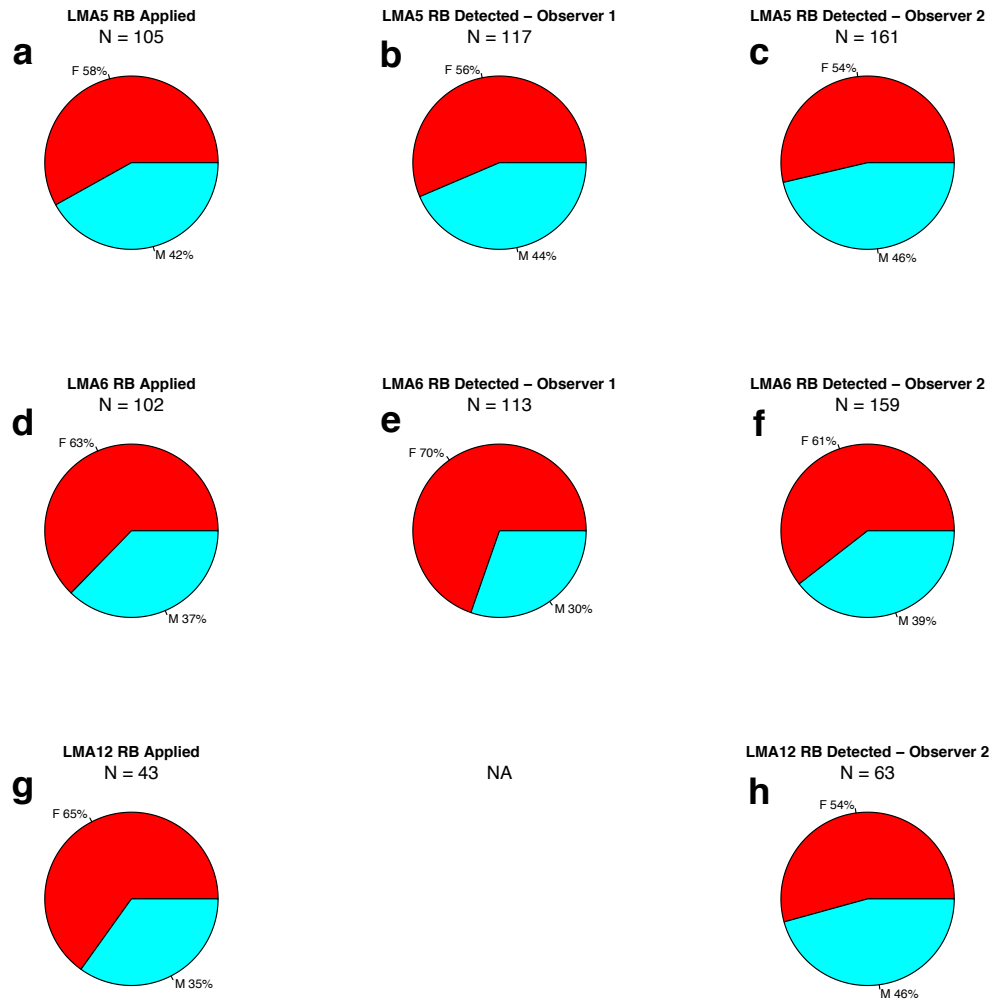 LMA5 RB Applied
N = 105
a
F 58%
M 42%
LMA5 RB Detected – Observer 1
N = 117
b
F 56%
M 44%
LMA5 RB Detected – Observer 2
N = 161
c
F 54%
M 46%
LMA6 RB Applied
N = 102
d
F 63%
M 37%
LMA6 RB Detected – Observer 1
N = 113
e
F 70%
M 30%
LMA6 RB Detected – Observer 2
N = 159
f
F 61%
M 39%
LMA12 RB Applied
N = 43
g
F 65%
M 35%
NA
LMA12 RB Detected – Observer 2
N = 63
h
F 54%
M 46%